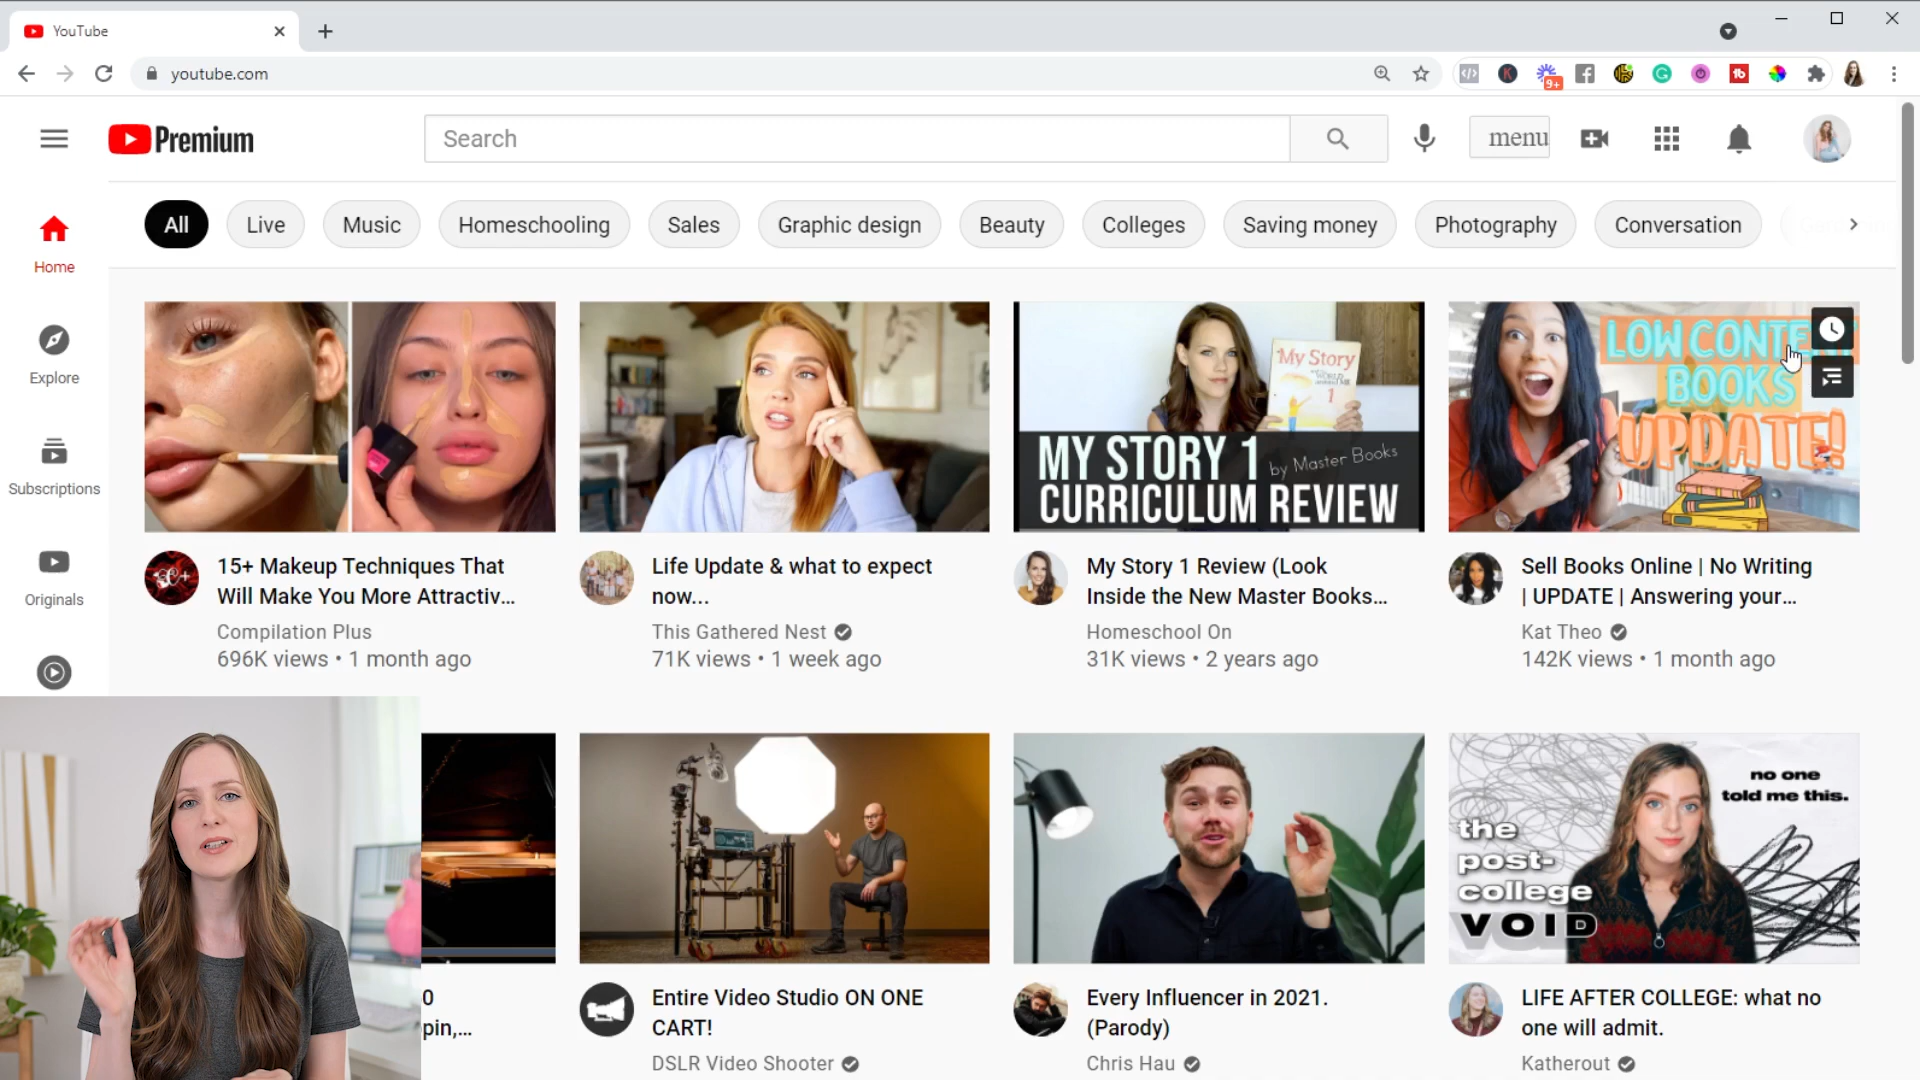 YouTube
youtube.com
9+
Premium
Search
menu
All
Live
Music
Homeschooling
Sales
Graphic design
Beauty
Colleges
Saving money
Photography
Conversation
Home
Explore
Subscriptions
Originals
My Story
1
MY STORY 1 by Master Books
CURRICULUM REVIEW
LOW CONTE
BOOKS
UPDATE!
15+ Makeup Techniques That
Will Make You More Attractiv...
Compilation Plus
696K views • 1 month ago
Life Update & what to expect
now...
This Gathered Nest
71K views • 1 week ago
My Story 1 Review (Look
Inside the New Master Books...
Homeschool On
31K views • 2 years ago
Sell Books Online | No Writing
| UPDATE | Answering your...
Kat Theo
142K views • 1 month ago
no one
told me this.
the
post-
college
VOID
0
pin,...
Entire Video Studio ON ONE
CART!
DSLR Video Shooter
Every Influencer in 2021.
(Parody)
Chris Hau
LIFE AFTER COLLEGE: what no
one will admit.
Katherout